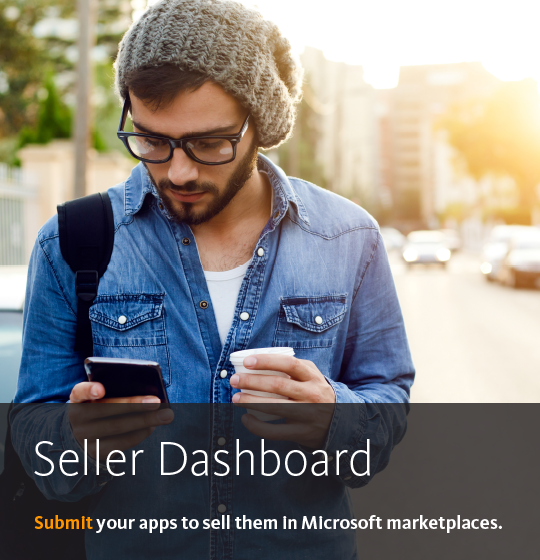 Seller Dashboard
Submit your apps to sell them in Microsoft marketplaces.